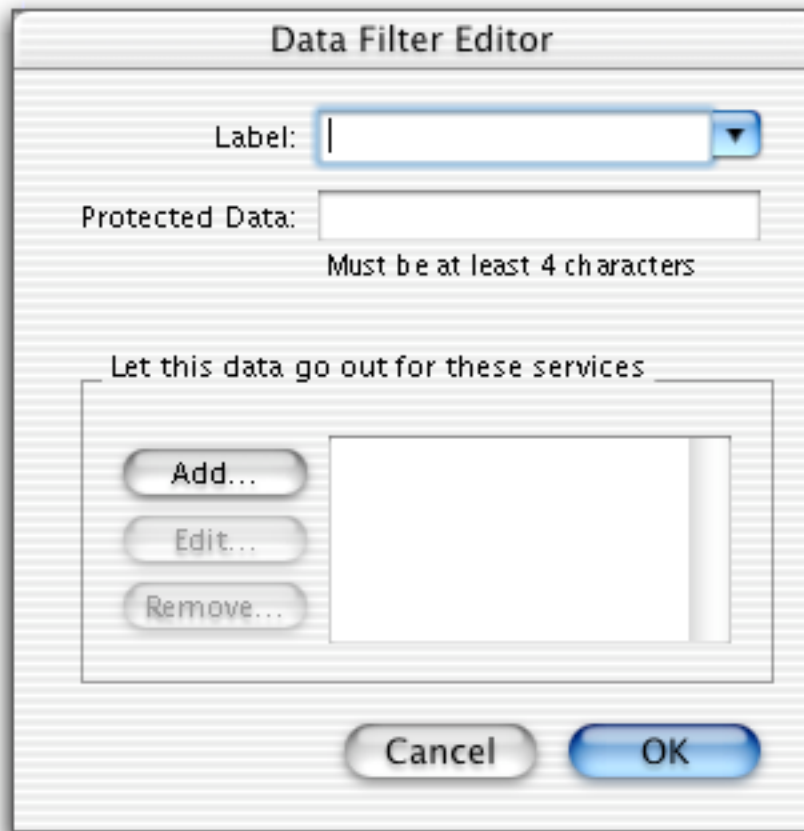 Data Filter Editor
Label:
Protected Data:
Must be at least 4 characters
Let this data go out for these services
Add...
Edit...
Remove...
Cancel OK